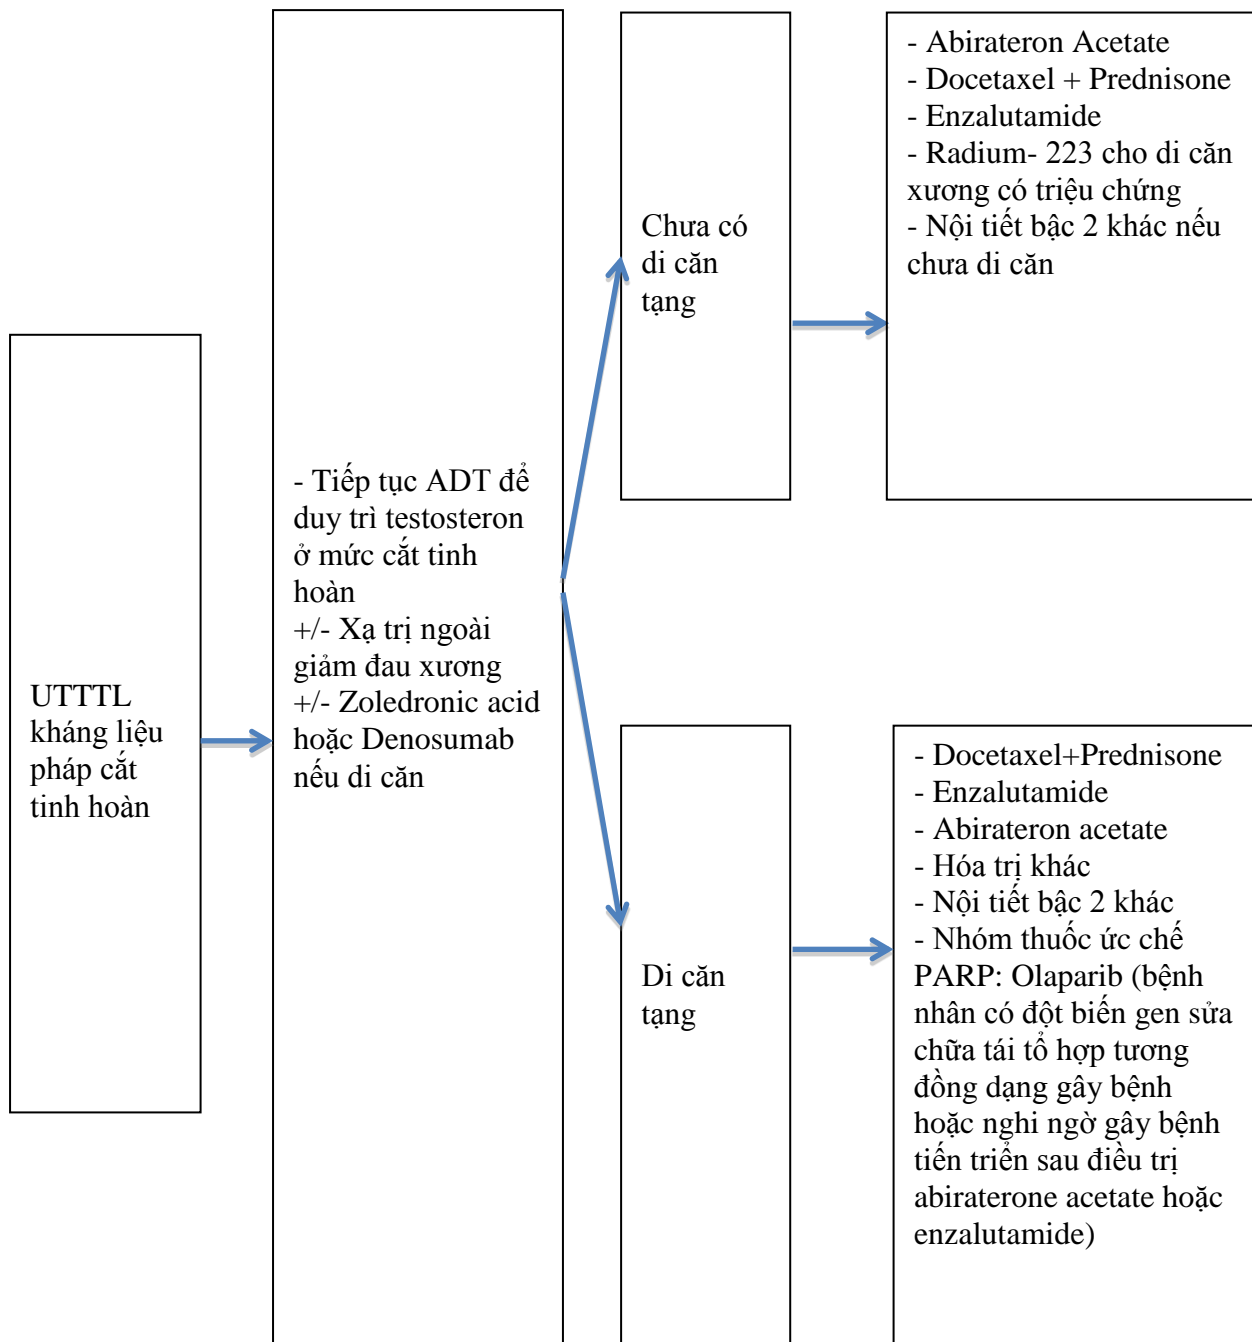 UTTTL
kháng liệu
pháp cắt
tinh hoàn
- Tiếp tục ADT để
duy trì testosteron
ở mức cắt tinh
hoàn
+/- Xạ trị ngoài
giảm đau xương
+/- Zoledronic acid
hoặc Denosumab
nếu di căn
Chưa có
di căn
tạng
- Abirateron Acetate
- Docetaxel + Prednisone
- Enzalutamide
- Radium- 223 cho di căn
xương có triệu chứng
- Nội tiết bậc 2 khác nếu
chưa di căn
Di căn
tạng
- Docetaxel+Prednisone
- Enzalutamide
- Abirateron acetate
- Hóa trị khác
- Nội tiết bậc 2 khác
- Nhóm thuốc ức chế
PARP: Olaparib (bệnh
nhân có đột biến gen sửa
chữa tái tổ hợp tương
đồng dạng gây bệnh
hoặc nghi ngờ gây bệnh
tiến triển sau điều trị
abiraterone acetate hoặc
enzalutamide)